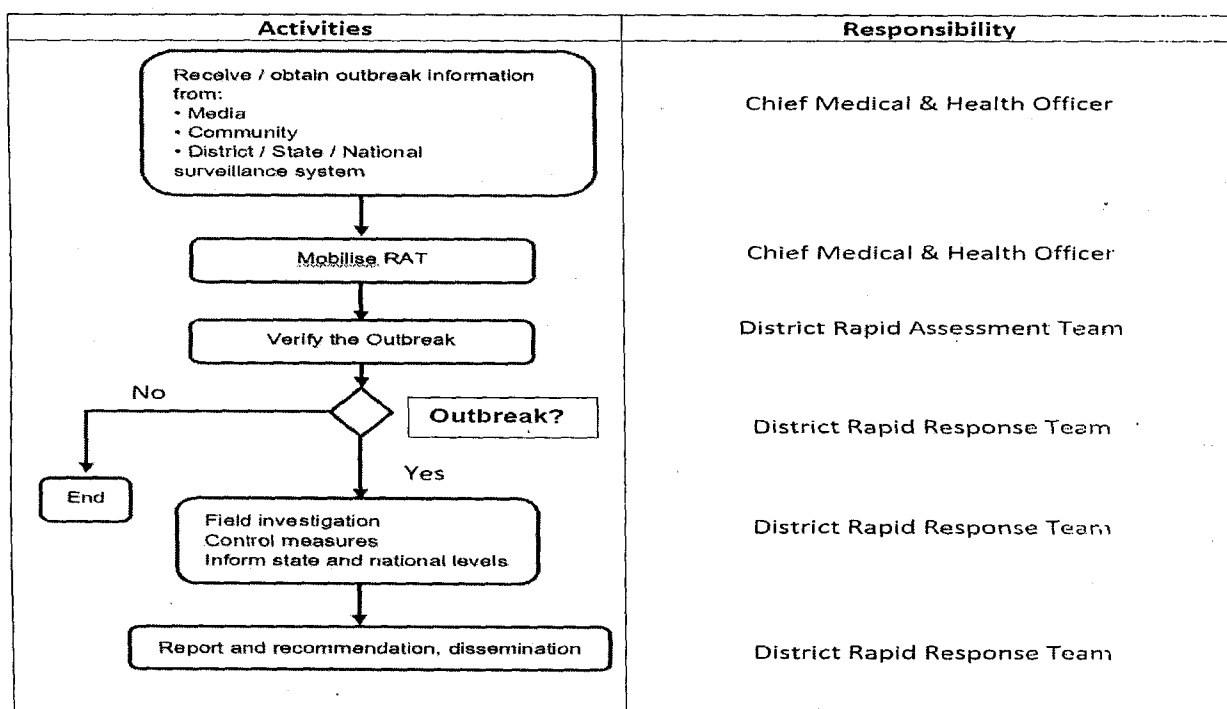 Activities
Responsibility
Receive / obtain outbreak information
from:
• Media
• Community
• District / State / National
surveillance system
Chief Medical & Health Officer
Mobilise RAT
Chief Medical & Health Officer
Verify the Outbreak
District Rapid Assessment Team
No
Outbreak?
District Rapid Response Team
Yes
End
Field investigation
Control measures
Inform state and national levels
District Rapid Response Team
Report and recommendation, dissemination
District Rapid Response Team